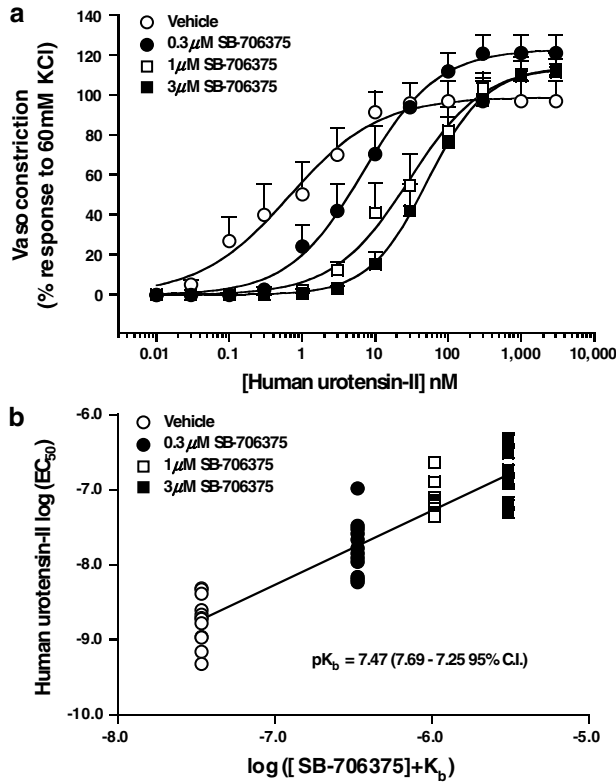 a
Vehicle
0.3μM SB-706375
1μM SB-706375
3μM SB-706375
Vasoconstriction
(% response to 60mM KCl)
140
120
100
80
60
40
20
0
0.01 0.1 1 10 100 1,000 10,000
[Human urotensin-II] nM
b
Vehicle
0.3μM SB-706375
1μM SB-706375
3μM SB-706375
Human urotensin-II log (EC50)
-6.0
-7.0
-8.0
-9.0
-10.0
pKb = 7.47 (7.69 - 7.25 95% C.I.)
-8.0 -7.0 -6.0 -5.0
log ([SB-706375]+Kb)